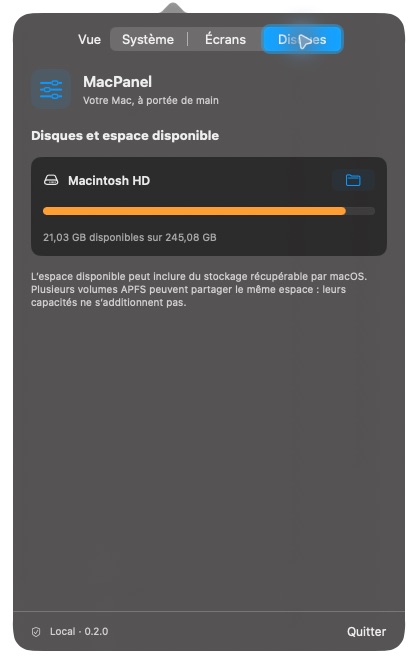 Vue Système Écrans Disques
MacPanel
Votre Mac, à portée de main
Disques et espace disponible
Macintosh HD
21,03 GB disponibles sur 245,08 GB
L’espace disponible peut inclure du stockage récupérable par macOS.
Plusieurs volumes APFS peuvent partager le même espace : leurs
capacités ne s’additionnent pas.
Local · 0.2.0 Quitter